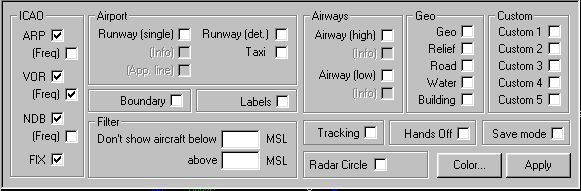 ICAO
ARP
(Freq)
VOR
(Freq)
NDB
(Freq)
FIX
Airport
Runway (single)
Runway (det.)
(Info)
Taxi
(App. line)
Boundary
Labels
Filter
Don't show aircraft below
MSL
above
MSL
Airways
Airway (high)
(Info)
Airway (low)
(Info)
Geo
Geo
Relief
Road
Water
Building
Custom
Custom 1
Custom 2
Custom 3
Custom 4
Custom 5
Tracking
Hands Off
Save mode
Radar Circle
Color...
Apply